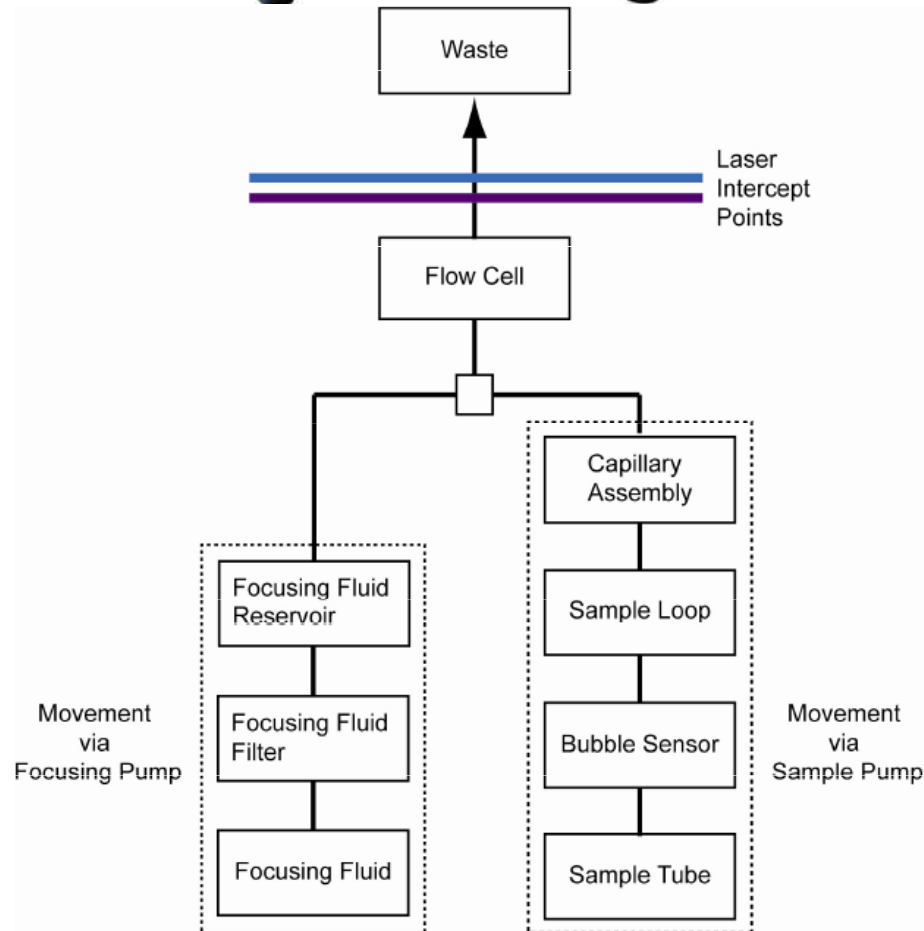 Waste
Laser
Intercept
Points
Flow Cell
Capillary
Assembly
Focusing Fluid
Reservoir
Sample Loop
Movement
via
Focusing Pump
Focusing Fluid
Filter
Bubble Sensor
Movement
via
Sample Pump
Focusing Fluid
Sample Tube